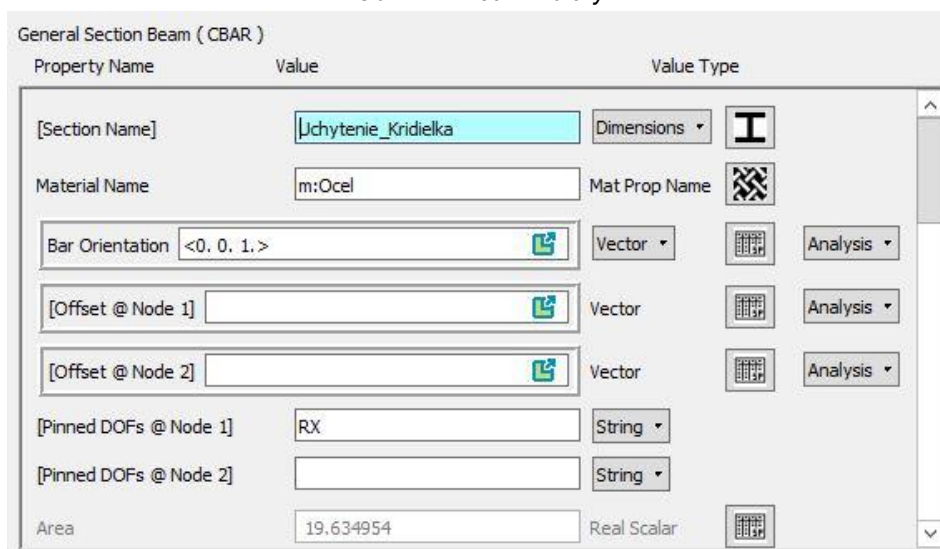 General Section Beam ( CBAR )
Property Name Value Value Type
[Section Name] Uchytenie_Kridielka Dimensions
Material Name m:Ocel Mat Prop Name
Bar Orientation <0. 0. 1.> Vector Analysis
[Offset @ Node 1] Vector Analysis
[Offset @ Node 2] Vector Analysis
[Pinned DOFs @ Node 1] RX String
[Pinned DOFs @ Node 2] String
Area 19.634954 Real Scalar